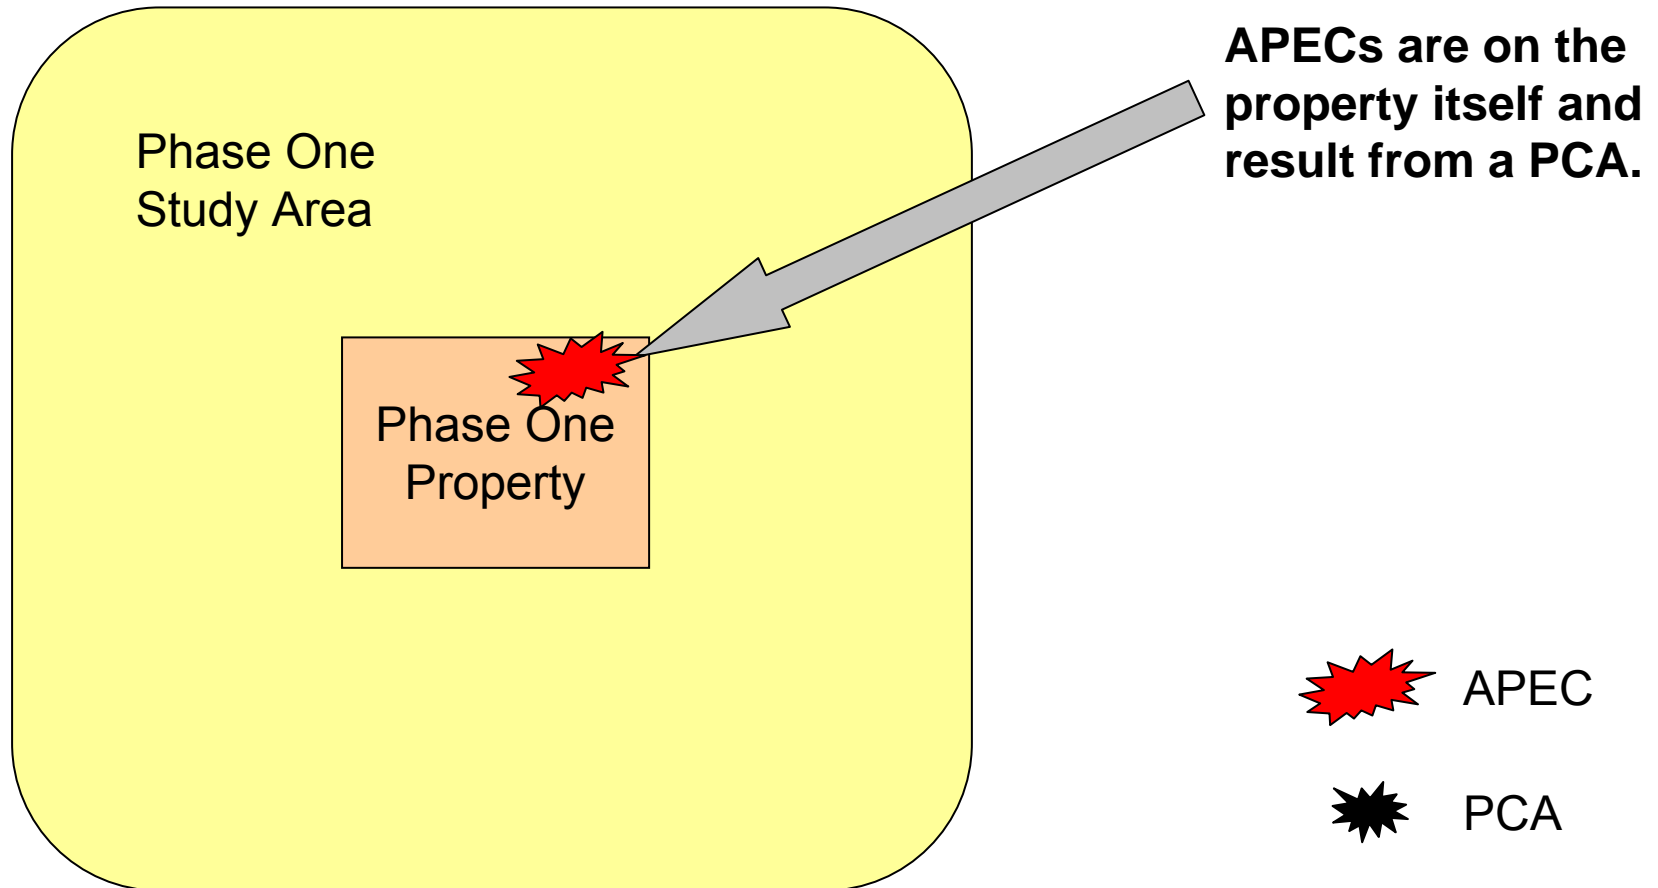 APECs are on the
property itself and
result from a PCA.
Phase One
Study Area
Phase One
Property
APEC
PCA